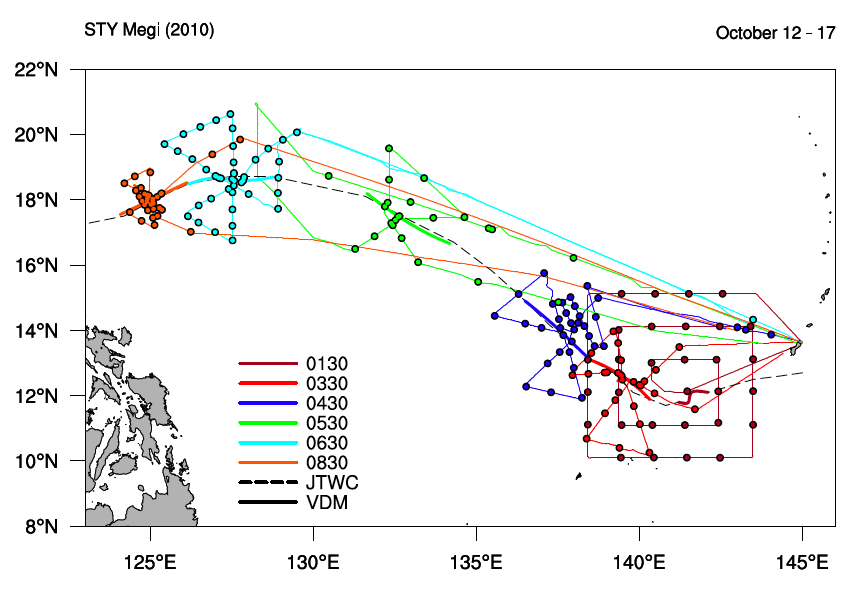 STY Megi (2010)
October 12 - 17
22°N
20°N
18°N
16°N
14°N
12°N
10°N
8°N
0130
0330
0430
0530
0630
0830
JTWC
VDM
125°E
130°E
135°E
140°E
145°E